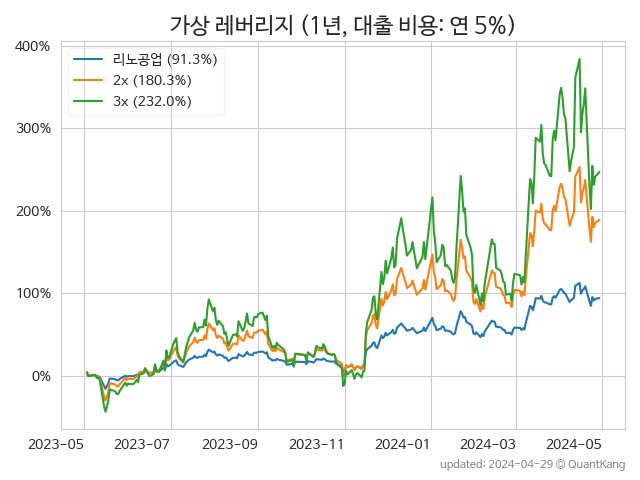 가상 레버리지 (1년, 대출 비용: 연 5%)
리노공업 (91.3%)
2x (180.3%)
3x (232.0%)
400%
300%
200%
100%
0%
2023-05 2023-07 2023-09 2023-11 2024-01 2024-03 2024-05
updated: 2024-04-29 © QuantKang